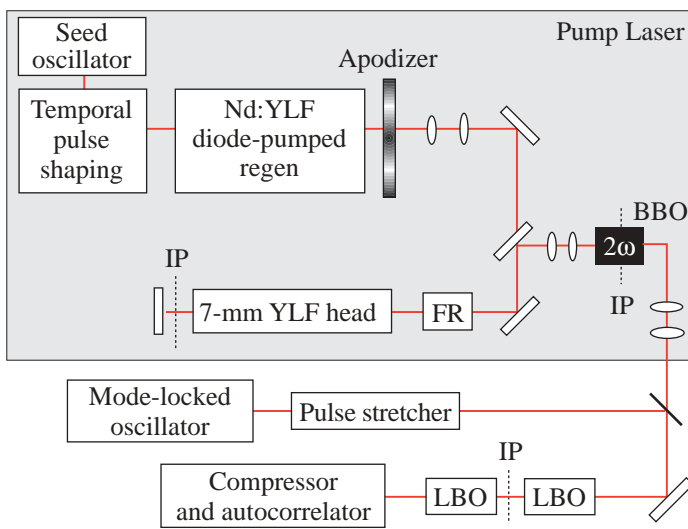 Seed
oscillator
Pump Laser
Apodizer
Temporal
pulse
shaping
Nd:YLF
diode-pumped
regen
BBO
2ω
IP
IP
7-mm YLF head
FR
Mode-locked
oscillator
Pulse stretcher
IP
Compressor
and autocorrelator
LBO
LBO